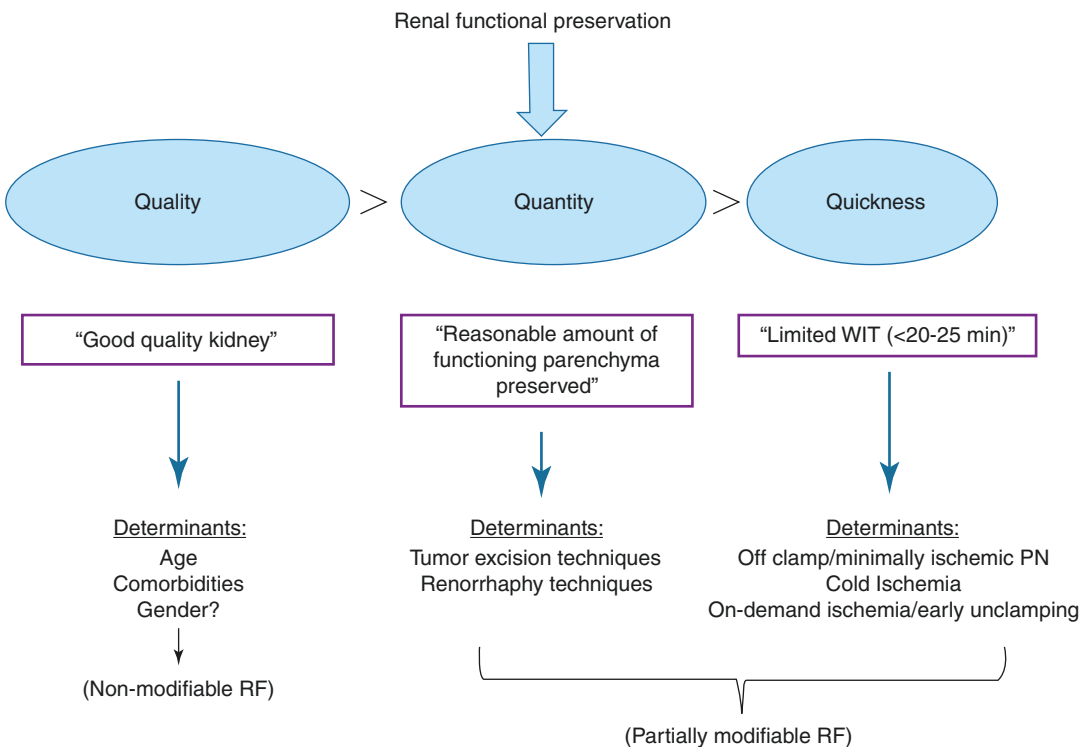 Renal functional preservation
Quality
>
Quantity
>
Quickness
“Good quality kidney”
“Reasonable amount of
functioning parenchyma
preserved”
“Limited WIT (<20-25 min)”
Determinants:
Age
Comorbidities
Gender?
(Non-modifiable RF)
Determinants:
Tumor excision techniques
Renorrhaphy techniques
Determinants:
Off clamp/minimally ischemic PN
Cold Ischemia
On-demand ischemia/early unclamping
(Partially modifiable RF)